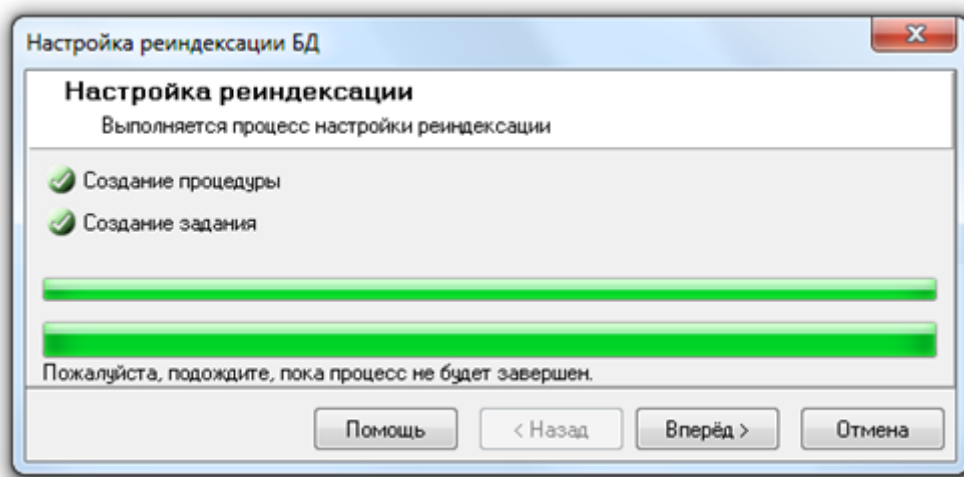 Настройка реиндексации БД
Настройка реиндексации
Выполняется процесс настройки реиндексации
Создание процедуры
Создание задания
Пожалуйста, подождите, пока процесс не будет завершен.
Помощь < Назад Вперёд > Отмена